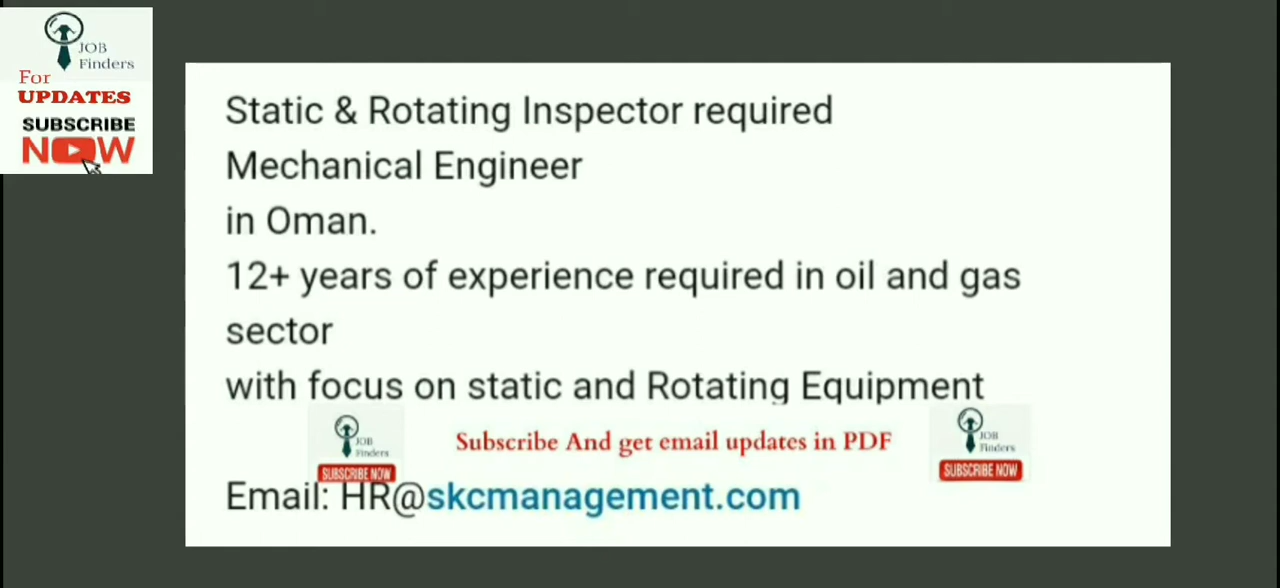 JOB
Finders
For
UPDATES
SUBSCRIBE
NOW
Static & Rotating Inspector required
Mechanical Engineer
in Oman.
12+ years of experience required in oil and gas
sector
with focus on static and Rotating Equipment
JOB
Finders
SUBSCRIBE NOW
Subscribe And get email updates in PDF
JOB
Finders
SUBSCRIBE NOW
Email: HR@skcmanagement.com